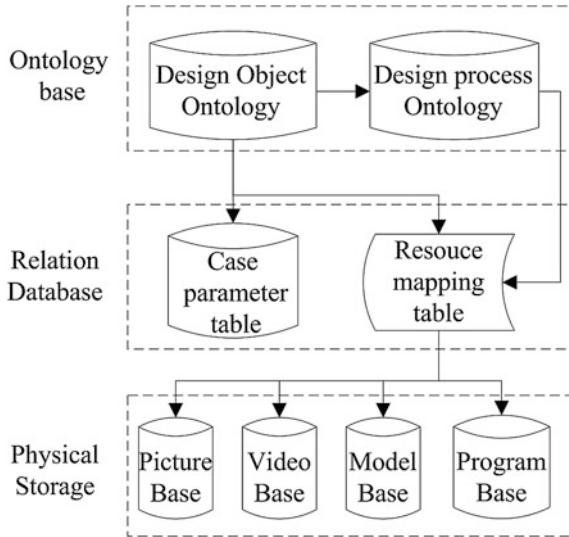 Ontology
base
Design Object
Ontology
Design process
Ontology
Relation
Database
Case
parameter
table
Resouce
mapping
table
Physical
Storage
Picture
Base
Video
Base
Model
Base
Program
Base